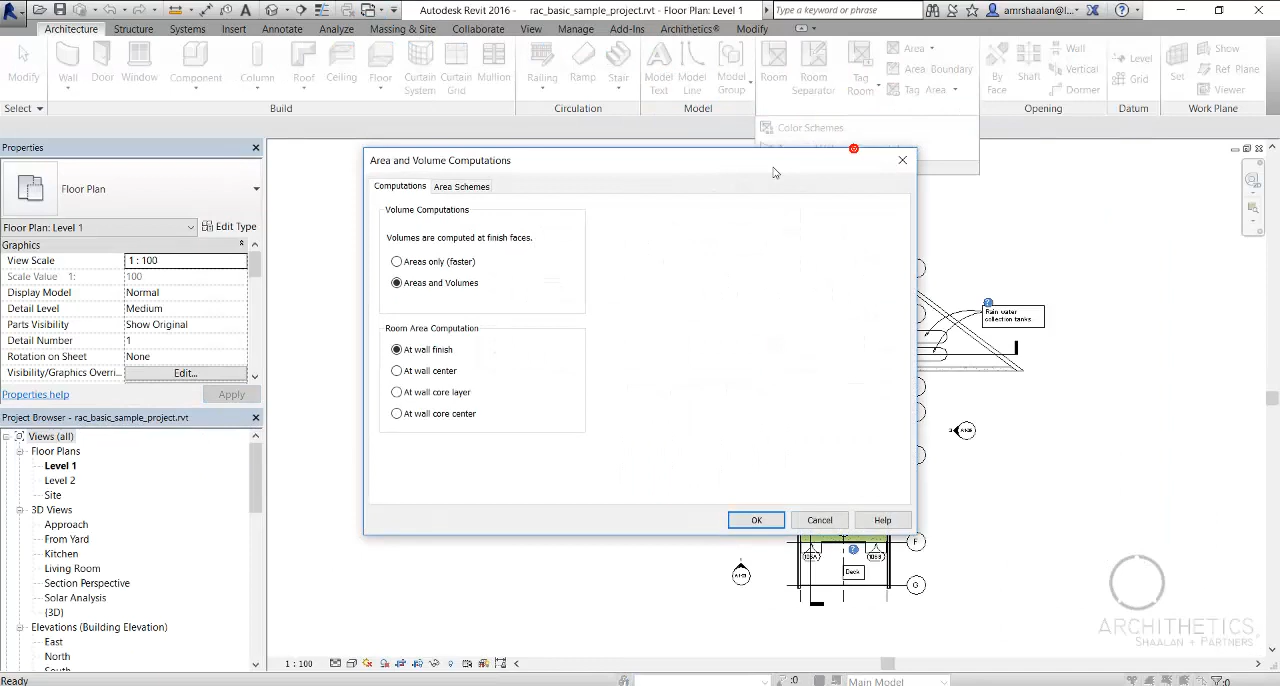 Autodesk Revit 2016 - rac_basic_sample_project.rvt - Floor Plan: Level 1
Type a keyword or phrase
amrshaalan@l...
Architecture Structure Systems Insert Annotate Analyze Massing & Site Collaborate View Manage Add-Ins Archithetics® Modify
Modify
Wall
Door
Window
Component
Column
Roof
Ceiling
Floor
Curtain System
Curtain Grid
Mullion
Railing
Ramp
Stair
Model Text
Model Line
Model Group
Room
Room Separator
Tag Room
Area
Area Boundary
Tag Area
By Face
Shaft
Wall
Vertical
Dormer
Level
Grid
Set
Show
Ref Plane
Viewer
Select
Build
Circulation
Model
Opening
Datum
Work Plane
Color Schemes
Properties
Floor Plan
Floor Plan: Level 1
Edit Type
Graphics
View Scale 1 : 100
Scale Value 1: 100
Display Model Normal
Detail Level Medium
Parts Visibility Show Original
Detail Number 1
Rotation on Sheet None
Visibility/Graphics Overri... Edit...
Properties help
Apply
Project Browser - rac_basic_sample_project.rvt
Views (all)
Floor Plans
Level 1
Level 2
Site
3D Views
Approach
From Yard
Kitchen
Living Room
Section Perspective
Solar Analysis
{3D}
Elevations (Building Elevation)
East
North
Area and Volume Computations
Computations
Area Schemes
Volume Computations
Volumes are computed at finish faces.
Areas only (faster)
Areas and Volumes
Room Area Computation
At wall finish
At wall center
At wall core layer
At wall core center
OK
Cancel
Help
Rain water
collection tanks
F
Deck
G
ARCHITHETICS,
SHAALAN + PARTNERS
1 : 100
Ready
:0
Main Model
:0